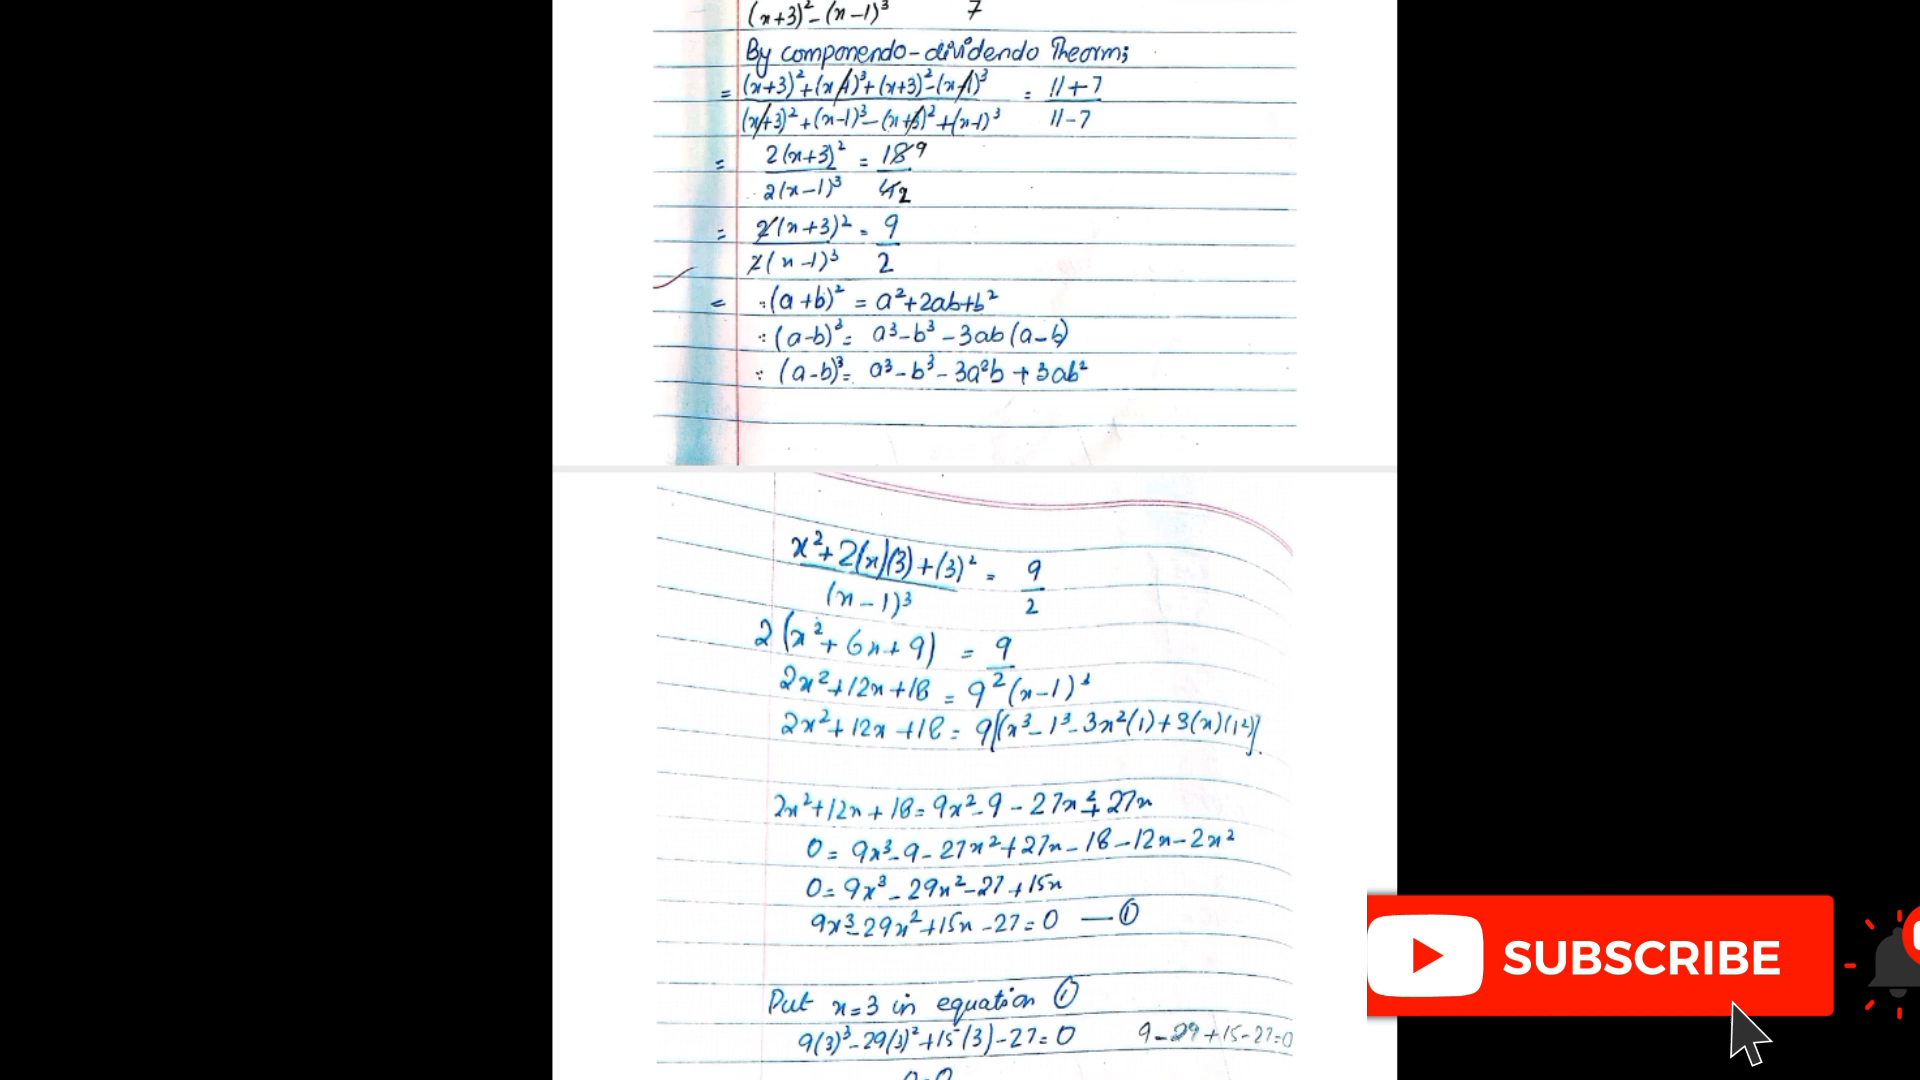 (x+3)²-(x-1)³ 7
By componendo-dividendo Theorm;
= (x+3)²+(x-1)³+(x+3)²-(x-1)³ = 11+7
(x+3)²+(x-1)³-(x+3)²+(x-1)³ 11-7
= 2(x+3)² = 18 9
2(x-1)³ 4 2
= 2(x+3)² = 9
2(x-1)³ 2
= ∵(a+b)² = a²+2ab+b²
∵(a-b)³ = a³-b³-3ab(a-b)
∵(a-b)³ = a³-b³-3a²b+3ab²
x²+2(x)(3)+(3)² = 9
(x-1)³ 2
2(x²+6x+9) = 9
2x²+12x+18 = 9 2 (x-1)³
2x²+12x+18 = 9[(x³-1³-3x²(1)+3(x)(1²)].
2x²+12x+18=9x²-9-27x²+27x
0=9x³-9-27x²+27x-18-12x-2x²
0=9x³-29x²-27+15x
9x³-29x²+15x-27=0 —①
Put x=3 in equation ①
9(3)³-29(3)²+15(3)-27=0 9-29+15-27=0
0=0
SUBSCRIBE